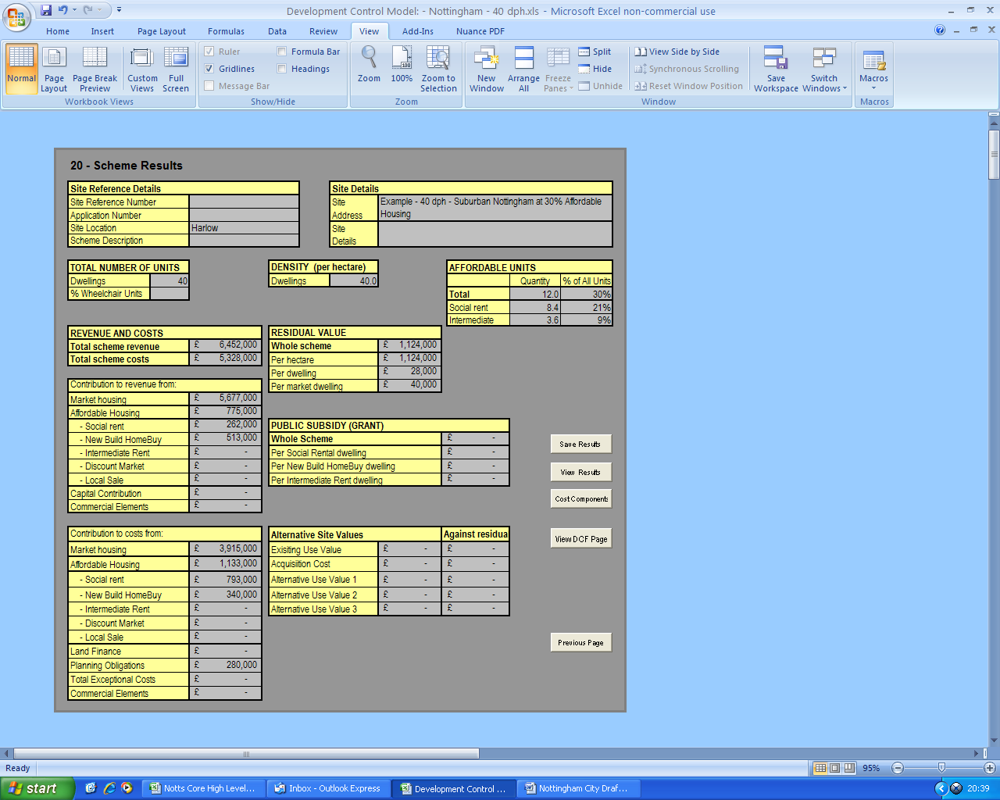 Development Control Model: - Nottingham - 40 dph.xls - Microsoft Excel non-commercial use
Home Insert Page Layout Formulas Data Review View Add-Ins Nuance PDF
Normal
Page Layout
Page Break Preview
Custom Views
Full Screen
Workbook Views
Ruler
Gridlines
Message Bar
Formula Bar
Headings
Show/Hide
Zoom
100%
Zoom to Selection
Zoom
New Window
Arrange All
Freeze Panes
Split
Hide
Unhide
View Side by Side
Synchronous Scrolling
Reset Window Position
Save Workspace
Switch Windows
Window
Macros
Macros
20 - Scheme Results
Site Reference Details
Site Reference Number
Application Number
Site Location Harlow
Scheme Description
Site Details
Site Address Example - 40 dph - Suburban Nottingham at 30% Affordable Housing
Site Details
TOTAL NUMBER OF UNITS
Dwellings 40
% Wheelchair Units
DENSITY (per hectare)
Dwellings 40.0
AFFORDABLE UNITS
Quantity % of All Units
Total 12.0 30%
Social rent 8.4 21%
Intermediate 3.6 9%
REVENUE AND COSTS
Total scheme revenue £ 6,452,000
Total scheme costs £ 5,328,000
RESIDUAL VALUE
Whole scheme £ 1,124,000
Per hectare £ 1,124,000
Per dwelling £ 28,000
Per market dwelling £ 40,000
Contribution to revenue from:
Market housing £ 5,677,000
Affordable Housing £ 775,000
- Social rent £ 262,000
- New Build HomeBuy £ 513,000
- Intermediate Rent £ -
- Discount Market £ -
- Local Sale £ -
Capital Contribution £ -
Commercial Elements £ -
PUBLIC SUBSIDY (GRANT)
Whole Scheme £ -
Per Social Rental dwelling £ -
Per New Build HomeBuy dwelling £ -
Per Intermediate Rent dwelling £ -
Save Results
View Results
Cost Components
View DCF Page
Previous Page
Contribution to costs from:
Market housing £ 3,915,000
Affordable Housing £ 1,133,000
- Social rent £ 793,000
- New Build HomeBuy £ 340,000
- Intermediate Rent £ -
- Discount Market £ -
- Local Sale £ -
Land Finance £ -
Planning Obligations £ 280,000
Total Exceptional Costs £ -
Commercial Elements £ -
Alternative Site Values Against residua
Exisiting Use Value £ - £ -
Acquisiition Cost £ - £ -
Alternative Use Value 1 £ - £ -
Alternative Use Value 2 £ - £ -
Alternative Use Value 3 £ - £ -
Ready 95%
start Notts Core High Level... Inbox - Outlook Express Development Control ... Nottingham City Draf... 20:39